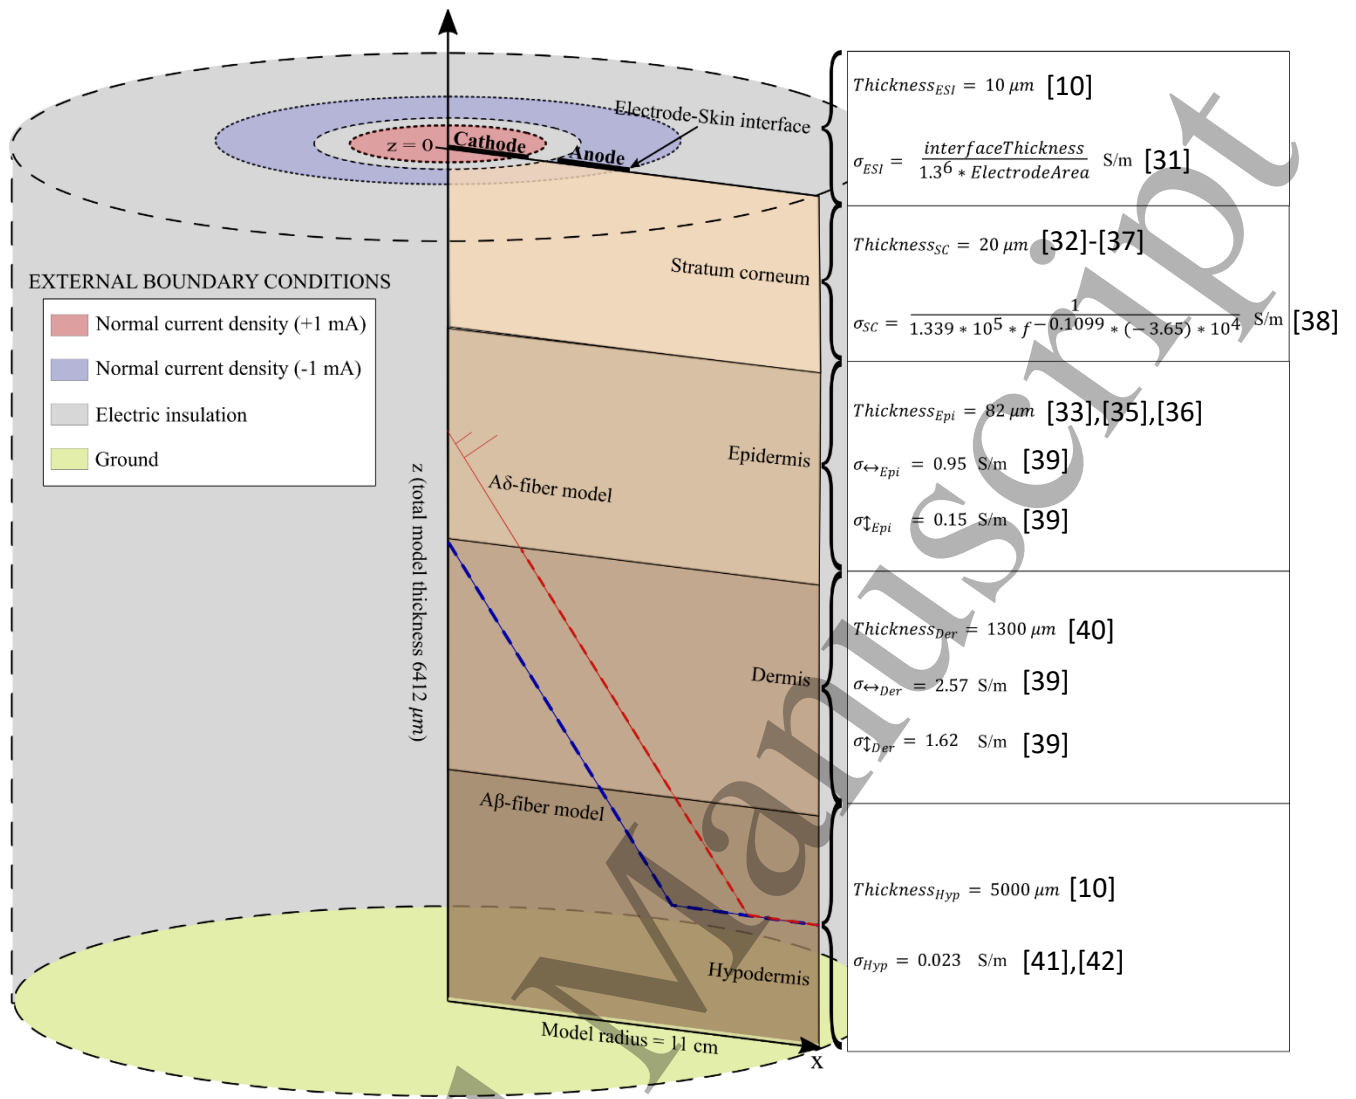 Electrode-Skin interface
z = 0
Cathode
Anode
EXTERNAL BOUNDARY CONDITIONS
Normal current density (+1 mA)
Normal current density (-1 mA)
Electric insulation
Ground
z (total model thickness 6412 μm)
Stratum corneum
Epidermis
Aδ-fiber model
Dermis
Aβ-fiber model
Hypodermis
Model radius = 11 cm
x
Thickness_ESI = 10 μm [10]
σ_ESI = interfaceThickness / 1.3^6 * ElectrodeArea S/m [31]
Thickness_SC = 20 μm [32]-[37]
σ_SC = 1 / 1.339 * 10^5 * f^−0.1099 * (−3.65) * 10^4 S/m [38]
Thickness_Epi = 82 μm [33],[35],[36]
σ↔_Epi = 0.95 S/m [39]
σ↕_Epi = 0.15 S/m [39]
Thickness_Der = 1300 μm [40]
σ↔_Der = 2.57 S/m [39]
σ↕_Der = 1.62 S/m [39]
Thickness_Hyp = 5000 μm [10]
σ_Hyp = 0.023 S/m [41],[42]
Manuscript